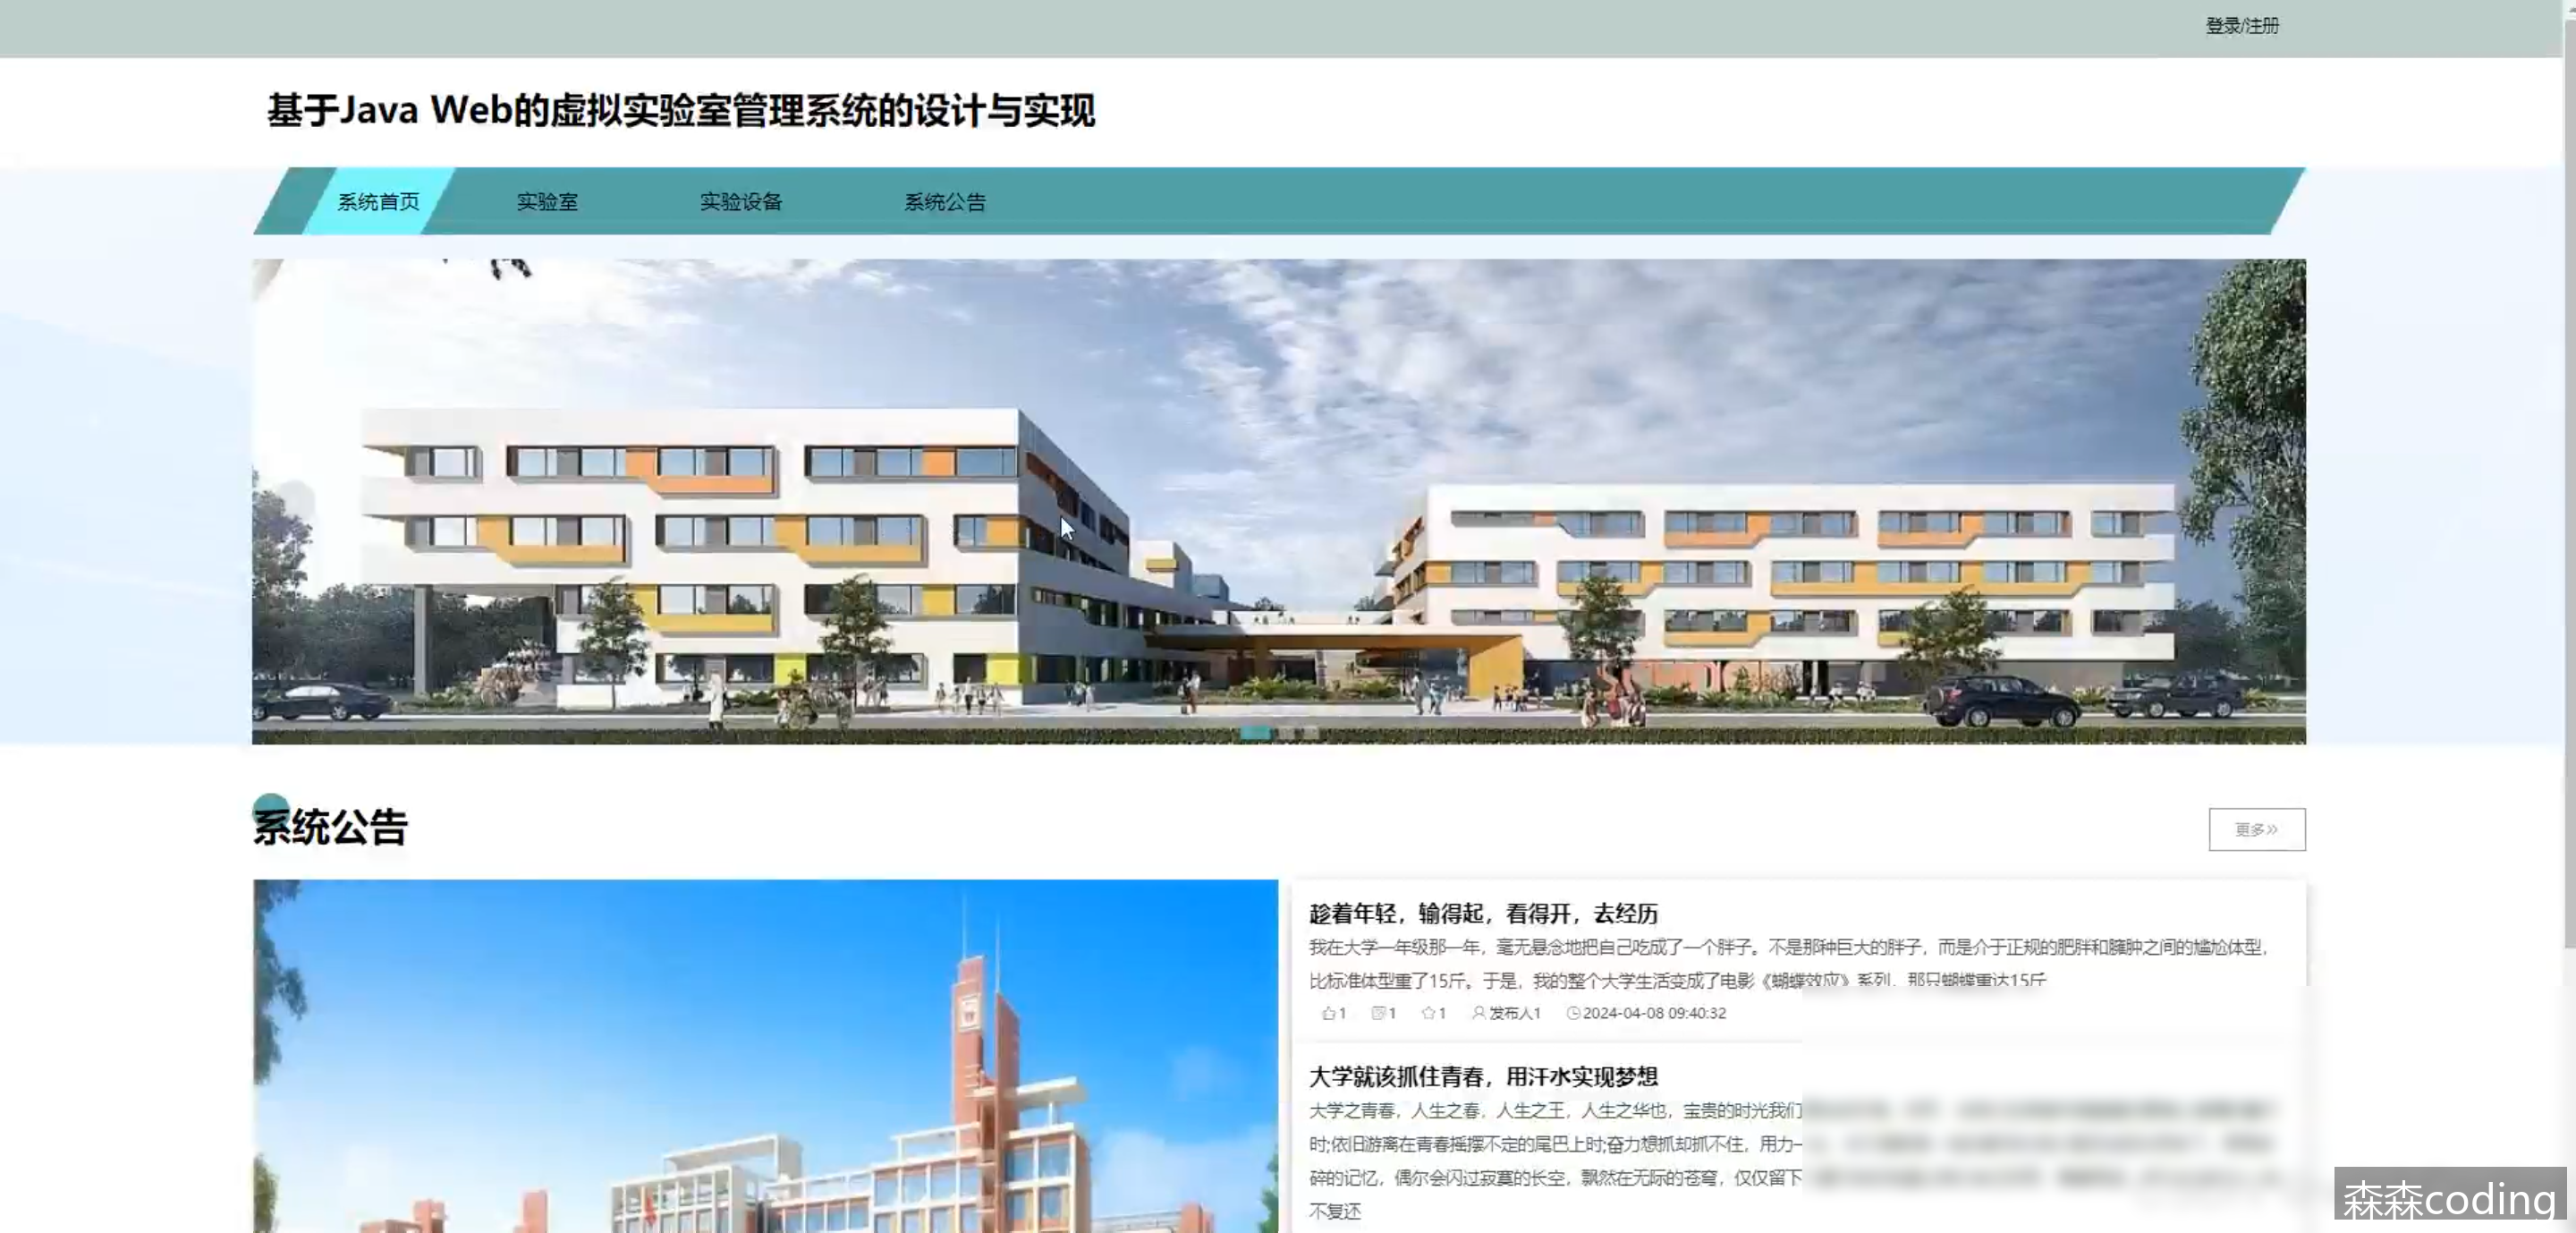 登录/注册
基于Java Web的虚拟实验室管理系统的设计与实现
系统首页
实验室
实验设备
系统公告
系统公告
更多»
趁着年轻，输得起，看得开，去经历
我在大学一年级那一年，毫无悬念地把自己吃成了一个胖子。不是那种巨大的胖子，而是介于正规的肥胖和臃肿之间的尴尬体型，
比标准体型重了15斤。于是，我的整个大学生活变成了电影《蝴蝶效应》系列，那只蝴蝶重达15斤
1 1 1 发布人1 2024-04-08 09:40:32
大学就该抓住青春，用汗水实现梦想
大学之青春，人生之春，人生之王，人生之华也，宝贵的时光我们
时;依旧游离在青春摇摆不定的尾巴上时;奋力想抓却抓不住，用力一
碎的记忆，偶尔会闪过寂寞的长空，飘然在无际的苍穹，仅仅留下
不复还
森森coding